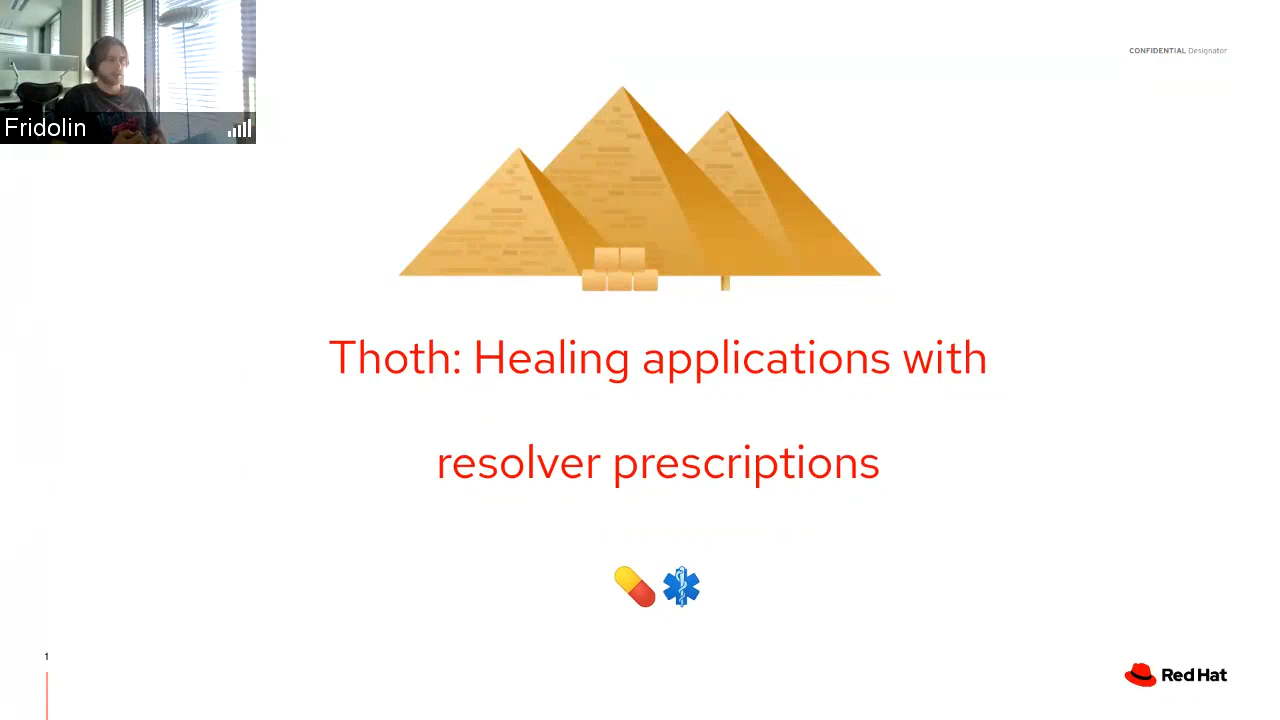 CONFIDENTIAL Designator
Fridolin
Thoth: Healing applications with
resolver prescriptions
1
Red Hat